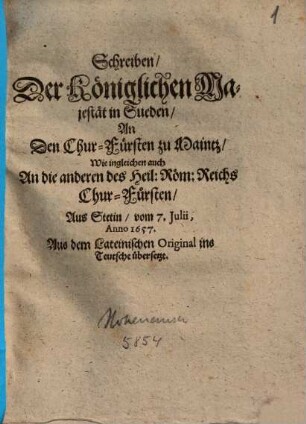 1
Schreiben/
Der Königlichen Ma-
jestät in Sueden/
An
Den Chur-Fürsten zu Maintz/
Wie ingleichen auch
An die anderen des Heil: Röm: Reichs
Chur-Fürsten/
Aus Stetin/ vom 7. Julii,
Anno 1657.
Aus dem Lateinischen Original ins
Teutsche übersetzt.
5854